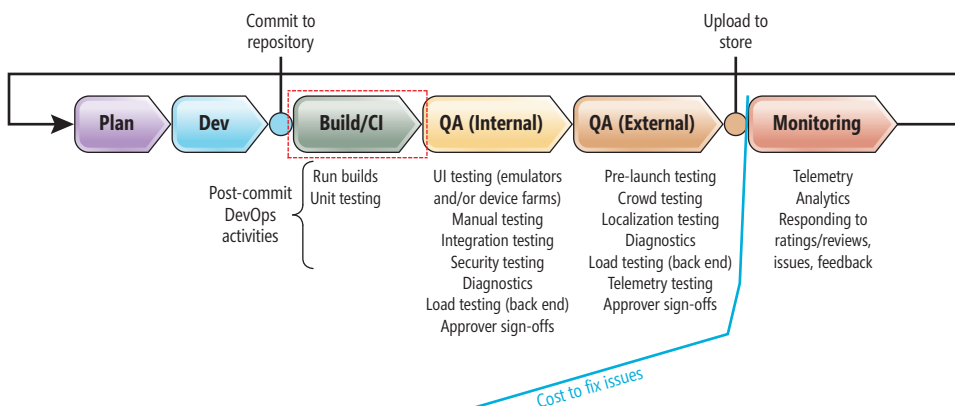 Commit to
repository
Upload to
store
Plan
Dev
Build/CI
QA (Internal)
QA (External)
Monitoring
Post-commit
DevOps
activities
Run builds
Unit testing
UI testing (emulators
and/or device farms)
Manual testing
Integration testing
Security testing
Diagnostics
Load testing (back end)
Approver sign-offs
Pre-launch testing
Crowd testing
Localization testing
Diagnostics
Load testing (back end)
Telemetry testing
Approver sign-offs
Telemetry
Analytics
Responding to
ratings/reviews,
issues, feedback
Cost to fix issues